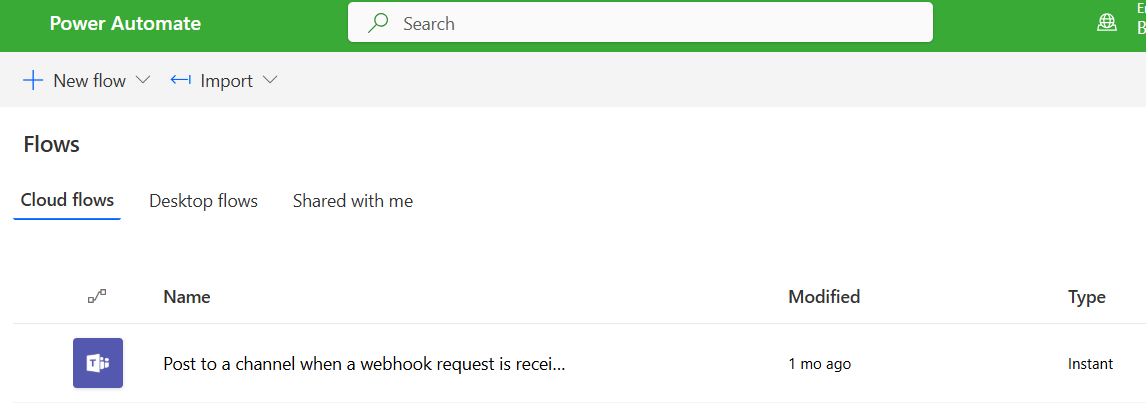 Power Automate
Search
New flow
Import
Flows
Cloud flows Desktop flows Shared with me
Name Modified Type
Post to a channel when a webhook request is recei... 1 mo ago Instant